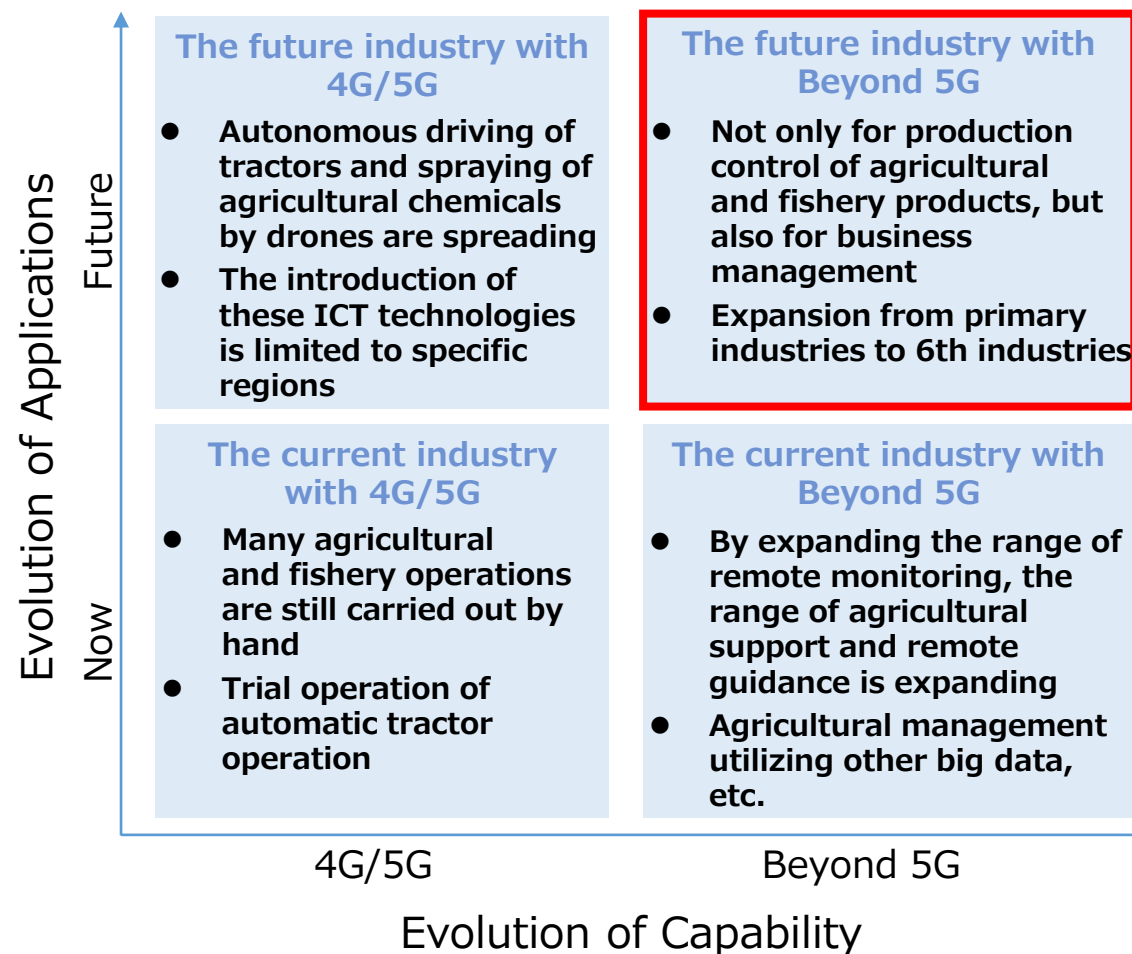 Evolution of Applications
Future
Now
The future industry with
4G/5G
● Autonomous driving of
tractors and spraying of
agricultural chemicals
by drones are spreading
● The introduction of
these ICT technologies
is limited to specific
regions
The future industry with
Beyond 5G
● Not only for production
control of agricultural
and fishery products, but
also for business
management
● Expansion from primary
industries to 6th industries
The current industry
with 4G/5G
● Many agricultural
and fishery operations
are still carried out by
hand
● Trial operation of
automatic tractor
operation
The current industry with
Beyond 5G
● By expanding the range of
remote monitoring, the
range of agricultural
support and remote
guidance is expanding
● Agricultural management
utilizing other big data,
etc.
4G/5G
Beyond 5G
Evolution of Capability